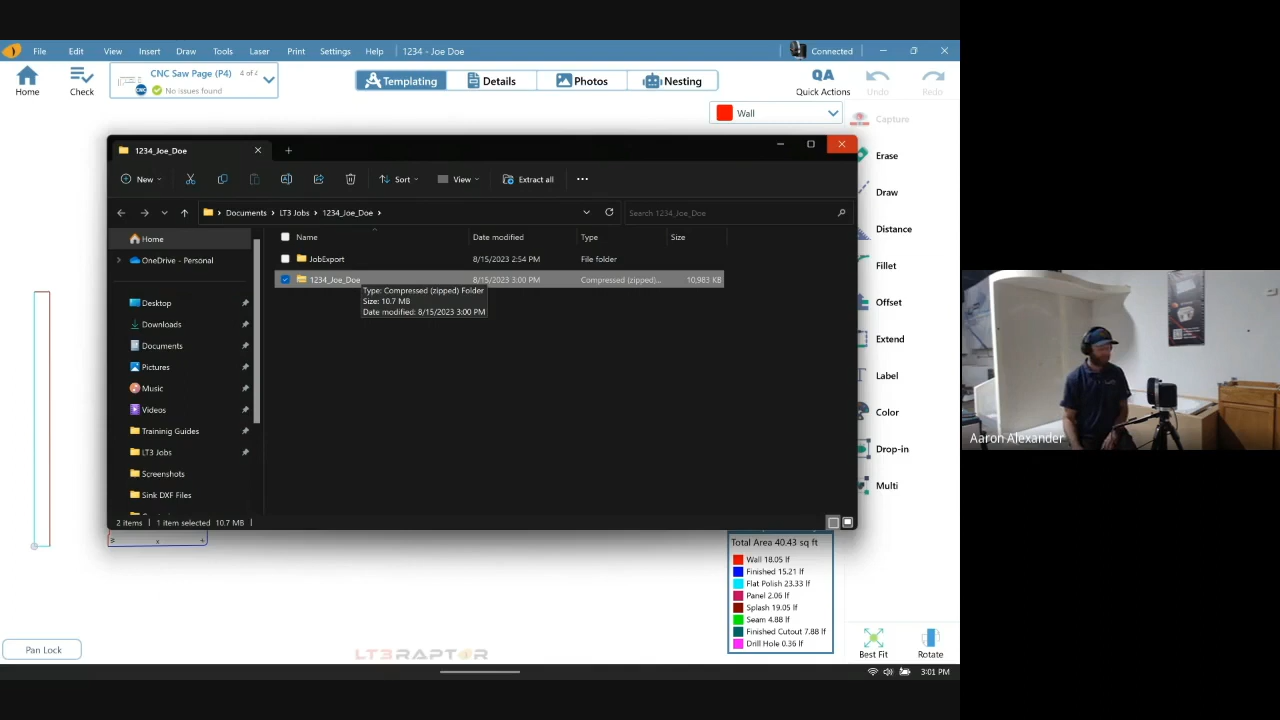 File Edit View Insert Draw Tools Laser Print Settings Help 1234 - Joe Doe Connected
Home
Check
CNC Saw Page (P4) 4 of 4
CNC No issues found
Templating Details Photos Nesting
QA
Quick Actions
Undo
Redo
Wall
Capture
Erase
Draw
Distance
Fillet
Offset
Extend
Label
Color
Drop-in
Multi
1234_Joe_Doe
New Sort View Extract all
Documents LT3 Jobs 1234_Joe_Doe
Search 1234_Joe_Doe
Home
OneDrive - Personal
Desktop
Downloads
Documents
Pictures
Music
Videos
Traininig Guides
LT3 Jobs
Screenshots
Sink DXF Files
Name Date modified Type Size
JobExport 8/15/2023 2:54 PM File folder
1234_Joe_Doe 8/15/2023 3:00 PM Compressed (zipped)... 10,983 KB
Type: Compressed (zipped) Folder
Size: 10.7 MB
Date modified: 8/15/2023 3:00 PM
2 items 1 item selected 10.7 MB
Total Area 40.43 sq ft
Wall 18.05 lf
Finished 15.21 lf
Flat Polish 23.33 lf
Panel 2.06 lf
Splash 19.05 lf
Seam 4.88 lf
Finished Cutout 7.88 lf
Drill Hole 0.36 lf
Pan Lock
LT3RAPTOR
Best Fit
Rotate
3:01 PM
Aaron Alexander